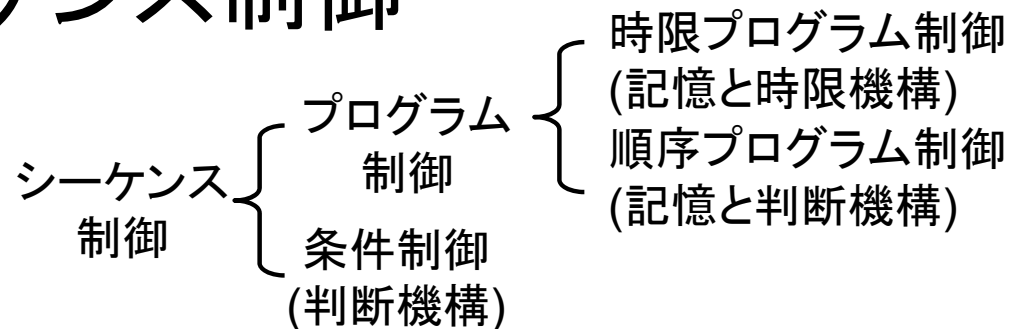 ンス制御
時限プログラム制御
(記憶と時限機構)
プログラム
制御
順序プログラム制御
(記憶と判断機構)
シーケンス
制御
条件制御
(判断機構)